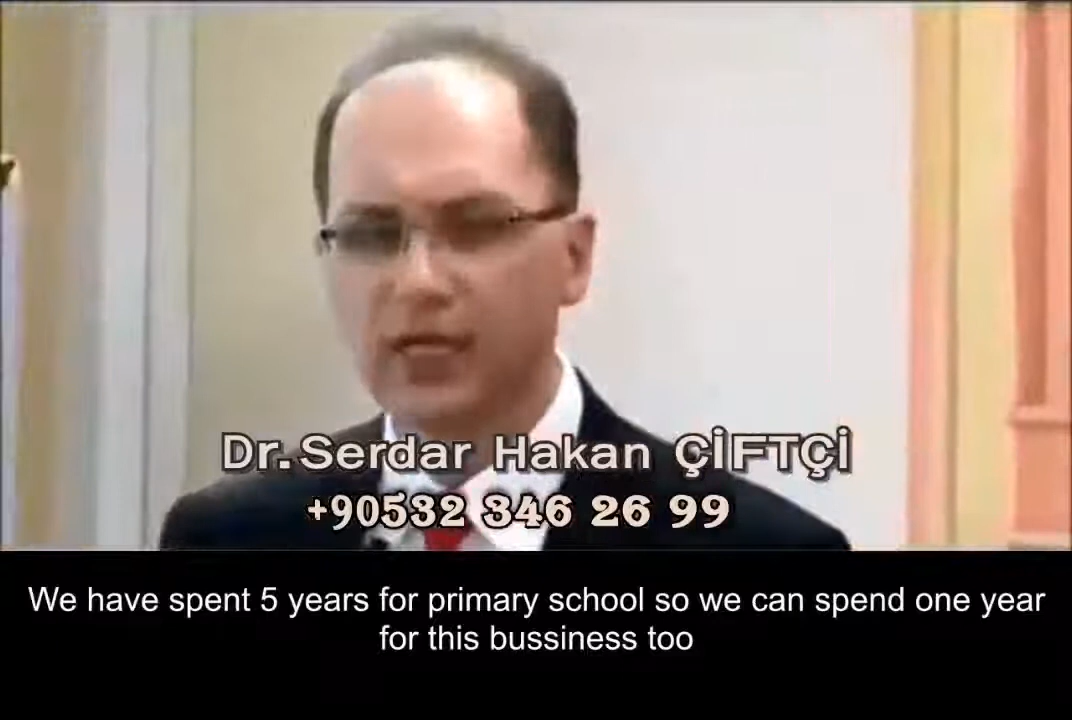 Dr. Serdar Hakan ÇİFTÇİ
+90532 346 26 99
We have spent 5 years for primary school so we can spend one year
for this bussiness too